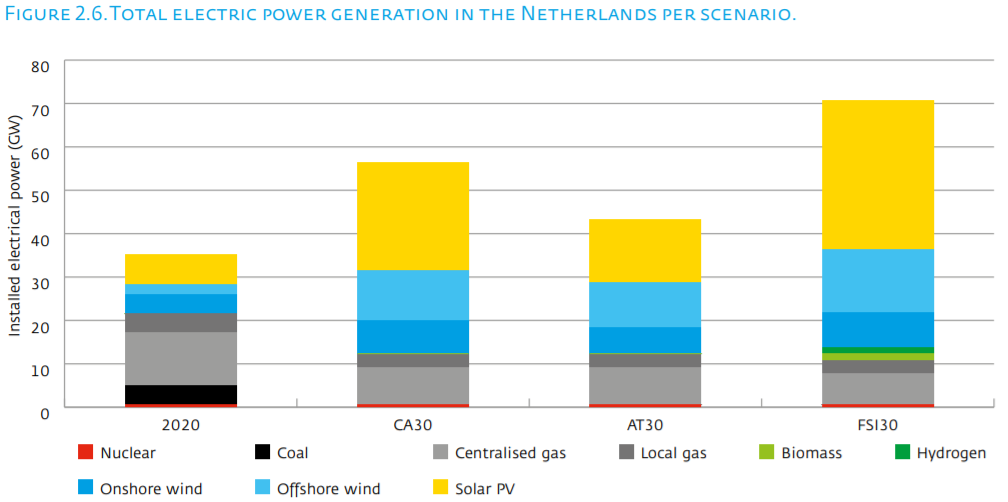 FIGURE 2.6. TOTAL ELECTRIC POWER GENERATION IN THE NETHERLANDS PER SCENARIO.
Installed electrical power (GW)
80
70
60
50
40
30
20
10
0
2020 CA30 AT30 FSI30
Nuclear Coal Centralised gas Local gas Biomass Hydrogen
Onshore wind Offshore wind Solar PV